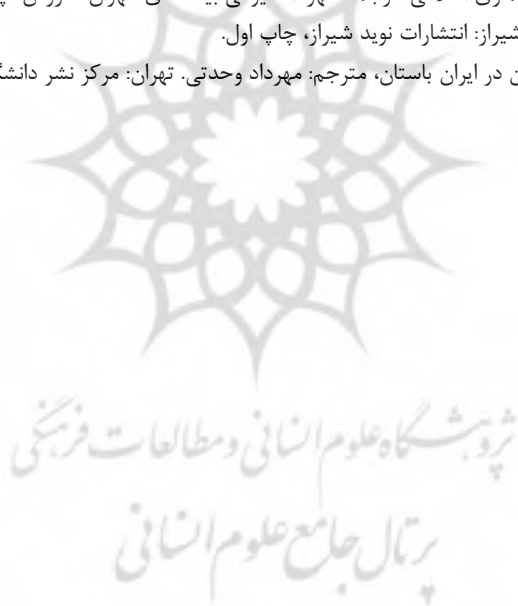 شیراز: انتشارات نوید شیراز، چاپ اول.
ن در ایران باستان، مترجم: مهرداد وحدتی. تهران: مرکز نشر دانشگ
پژوهشگاه علوم انسانی و مطالعات فرهنگی
پرتال جامع علوم انسانی